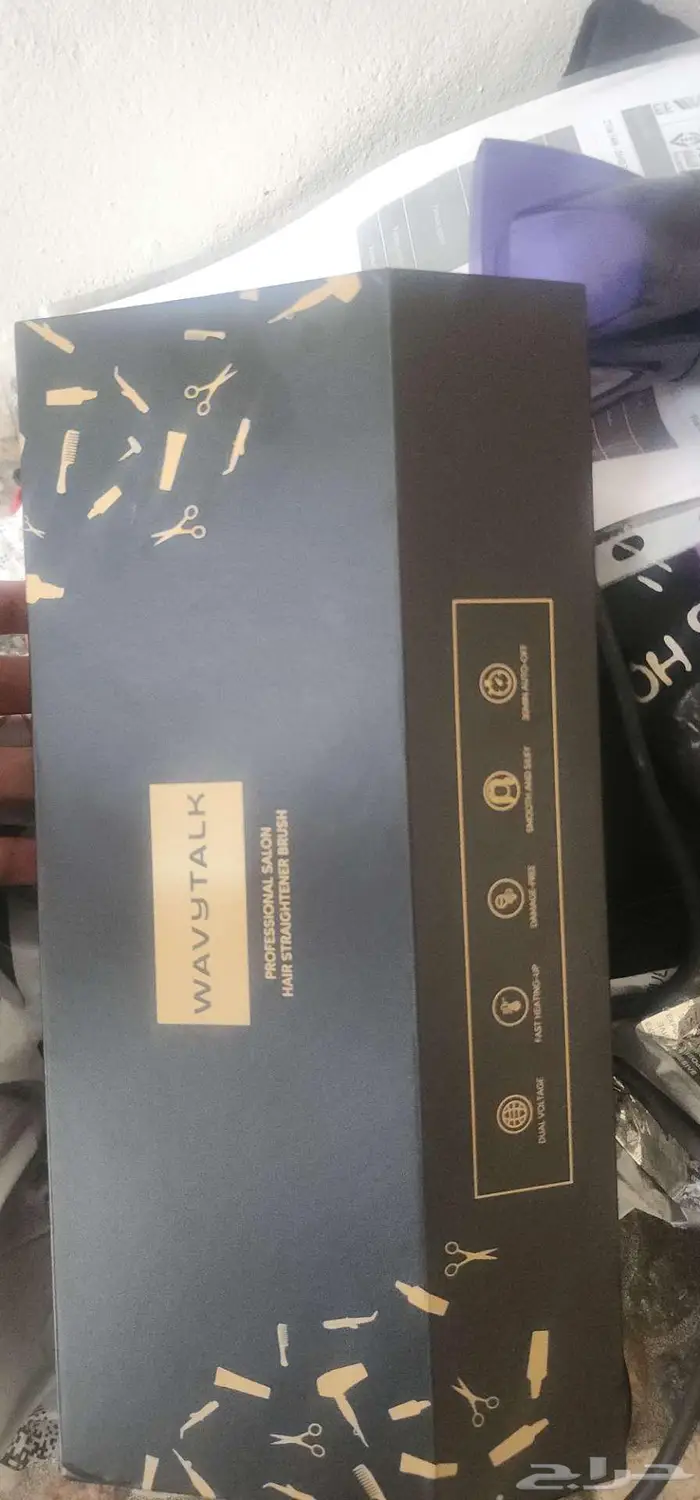 WAVYTALK
PROFESSIONAL SALON
HAIR STRAIGHTENER BRUSH
DUAL VOLTAGE
FAST HEATING-UP
DAMAGE-FREE
SMOOTH AND SILKY
30MIN AUTO-OFF
HO
حراج